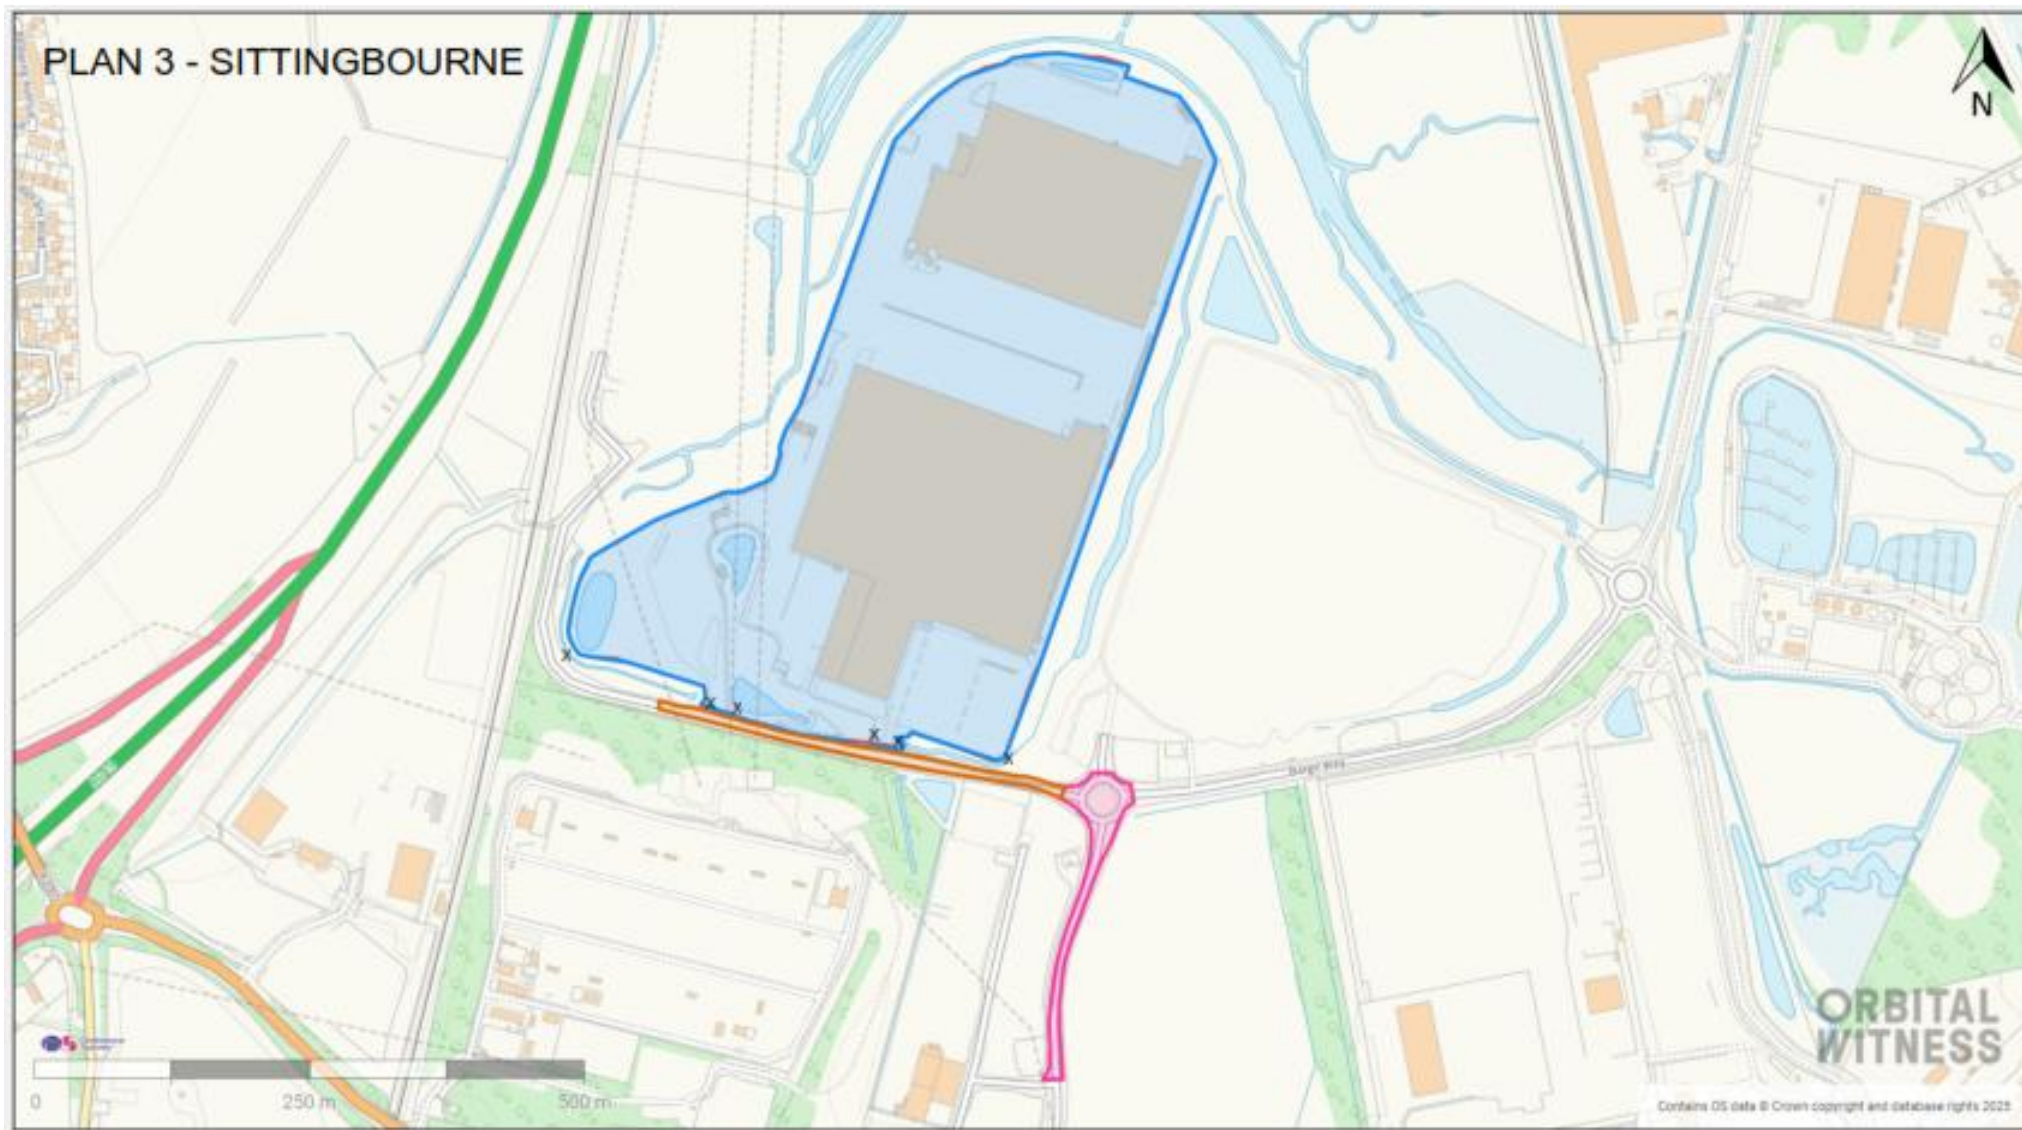 PLAN 3 - SITTINGBOURNE
N
X
X
X
X
X
X
0
250 m
500 m
ORBITAL
WITNESS
Contains OS data © Crown copyright and database rights 2025